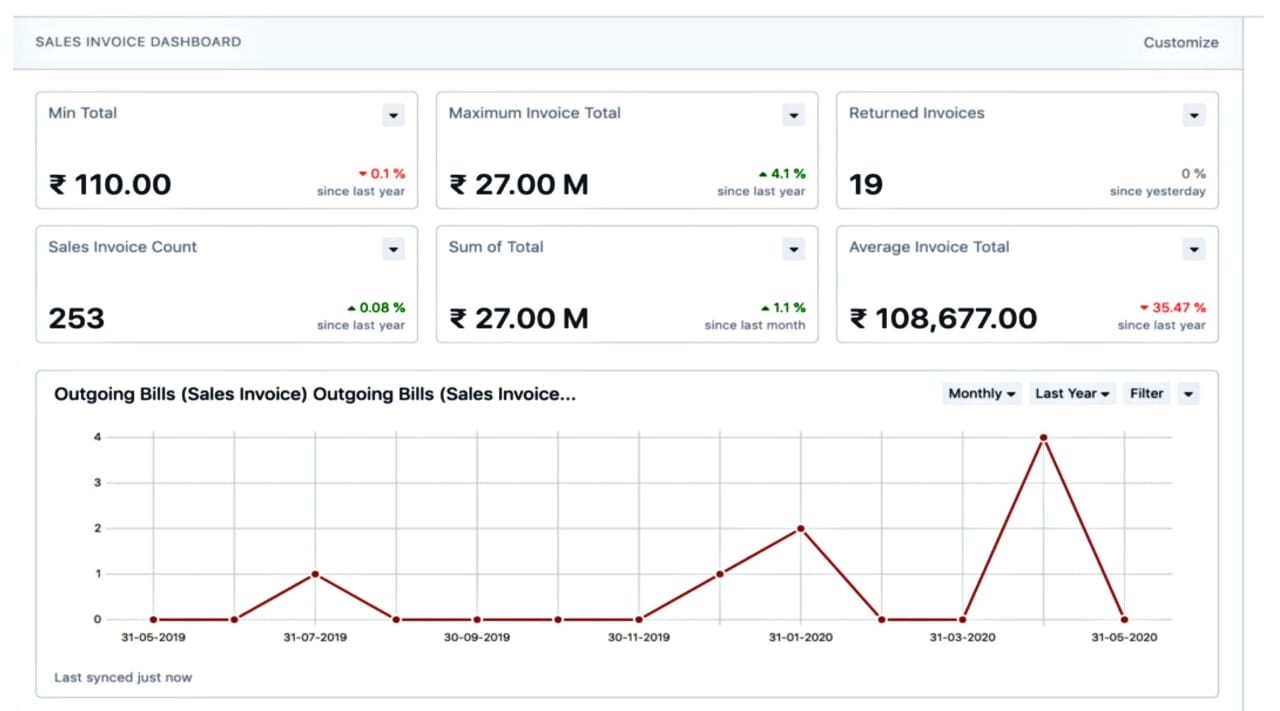 SALES INVOICE DASHBOARD Customize
Min Total
₹ 110.00
0.1 %
since last year
Maximum Invoice Total
₹ 27.00 M
4.1 %
since last year
Returned Invoices
19
0 %
since yesterday
Sales Invoice Count
253
0.08 %
since last year
Sum of Total
₹ 27.00 M
1.1 %
since last month
Average Invoice Total
₹ 108,677.00
35.47 %
since last year
Outgoing Bills (Sales Invoice) Outgoing Bills (Sales Invoice... Monthly Last Year Filter
4
3
2
1
0
31-05-2019 31-07-2019 30-09-2019 30-11-2019 31-01-2020 31-03-2020 31-05-2020
Last synced just now